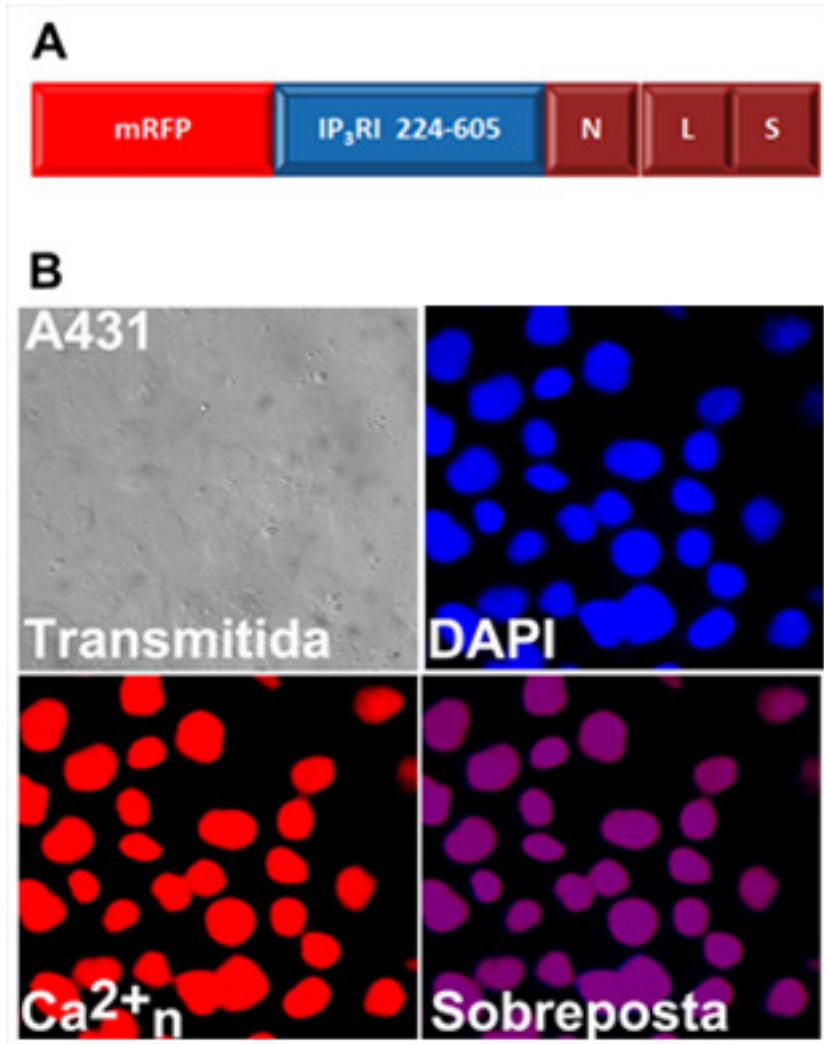 A
mRFP IP₃RI 224-605 N L S
B
A431
Transmitida
DAPI
Ca²⁺n
Sobreposta